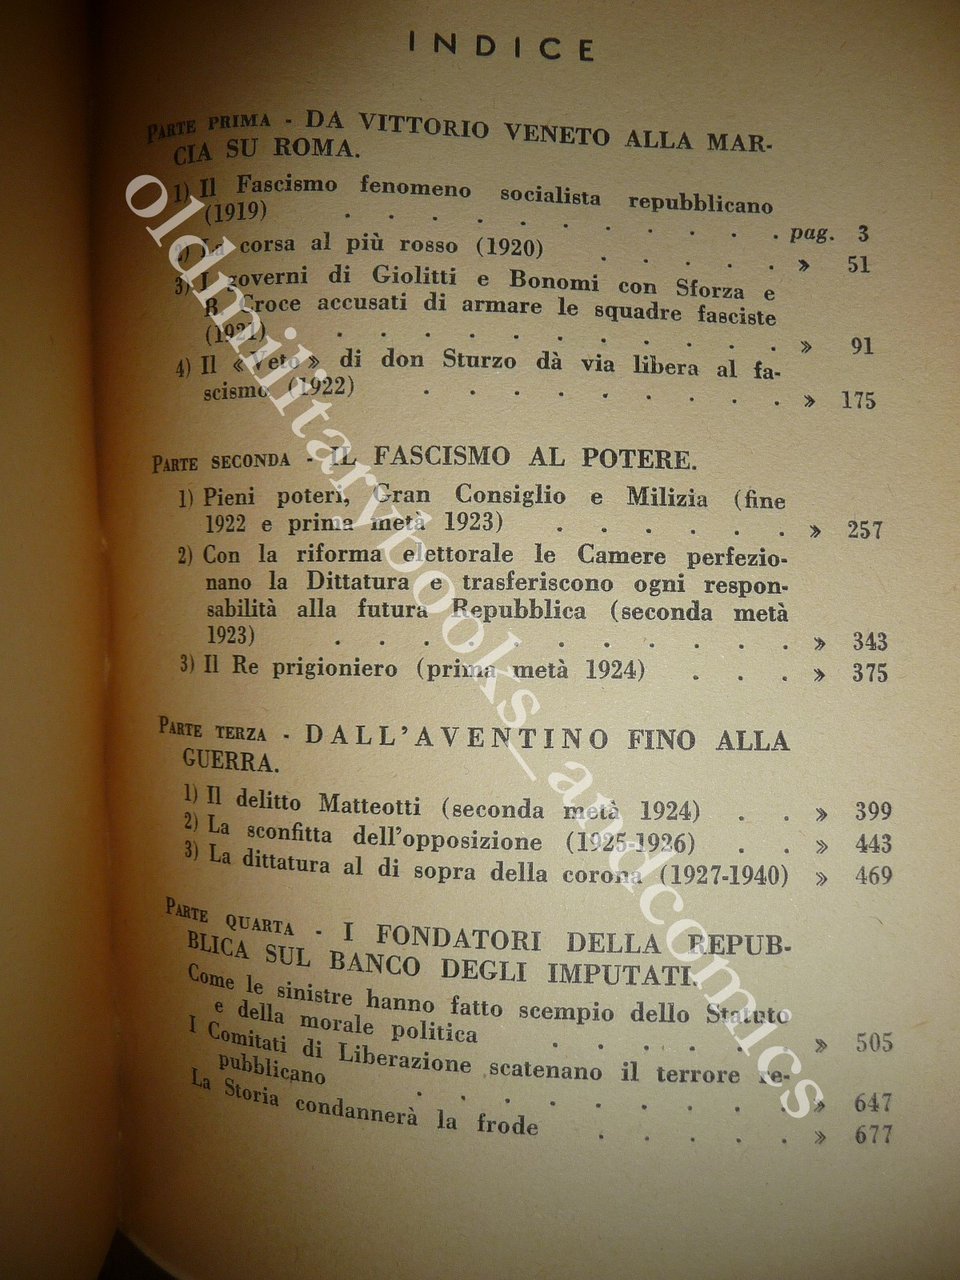 INDICE
PARTE PRIMA - DA VITTORIO VENETO ALLA MAR-
CIA SU ROMA.
1) Il Fascismo fenomeno socialista repubblicano
(1919) . . . . . . . . . . pag. 3
2) La corsa al più rosso (1920) . . . . . » 51
3) I governi di Giolitti e Bonomi con Sforza e
B. Croce accusati di armare le squadre fasciste
(1921) . . . . . . . . . . » 91
4) Il «Veto» di don Sturzo dà via libera al fa-
scismo (1922) . . . . . . . . . » 175
PARTE SECONDA - IL FASCISMO AL POTERE.
1) Pieni poteri, Gran Consiglio e Milizia (fine
1922 e prima metà 1923) . . . . . . » 257
2) Con la riforma elettorale le Camere perfezio-
nano la Dittatura e trasferiscono ogni respon-
sabilità alla futura Repubblica (seconda metà
1923) . . . . . . . . . . . » 343
3) Il Re prigioniero (prima metà 1924) . . . » 375
PARTE TERZA - DALL'AVENTINO FINO ALLA
GUERRA.
1) Il delitto Matteotti (seconda metà 1924) . . » 399
2) La sconfitta dell'opposizione (1925-1926) . . » 443
3) La dittatura al di sopra della corona (1927-1940) » 469
PARTE QUARTA - I FONDATORI DELLA REPUB-
BLICA SUL BANCO DEGLI IMPUTATI.
Come le sinistre hanno fatto scempio dello Statuto
e della morale politica . . . . . . » 505
I Comitati di Liberazione scatenano il terrore re-
pubblicano . . . . . . . . . » 647
La Storia condannerà la frode . . . . . » 677
oldmilitarybooks_andcomics